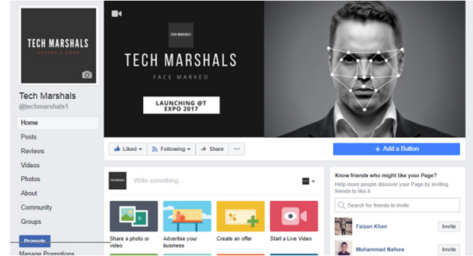 TECH MARSHALS
Tech Marshals
@techmarshals1
Home
Posts
Reviews
Videos
Photos
About
Community
Groups
Promote
Manage Promotions
TECH MARSHALS
TECH MARSHALS
FACE MARKED
LAUNCHING @T
EXPO 2017
Liked
Following
Share
+ Add a Button
Write something...
Share a photo or
video
Advertise your
business
Create an offer
Start a Live Video
Know friends who might like your Page?
Help more people discover your Page by inviting
friends to like it.
Search for friends to invite
Faizan Khan
Invite
Muhammad Nafees
Invite